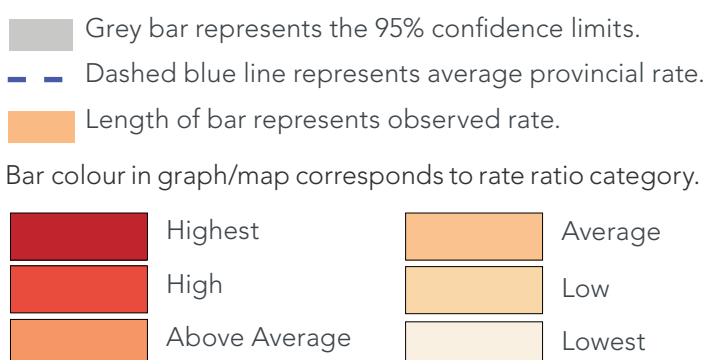 Grey bar represents the 95% confidence limits.
Dashed blue line represents average provincial rate.
Length of bar represents observed rate.
Bar colour in graph/map corresponds to rate ratio category.
Highest
High
Above Average
Average
Low
Lowest